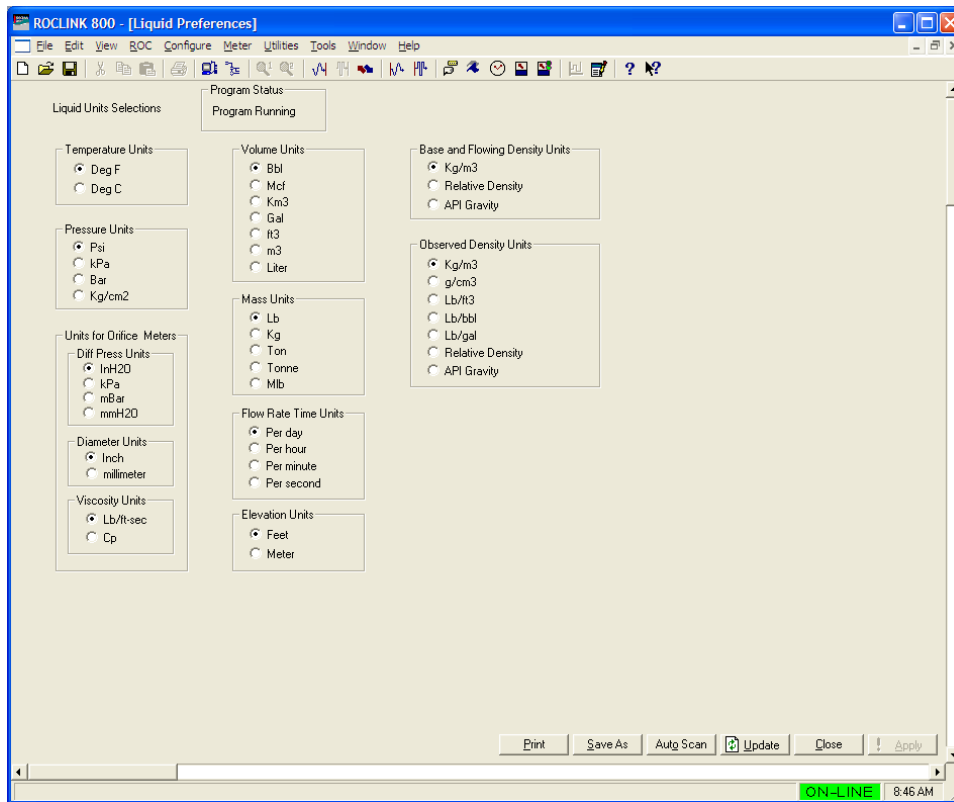 ROCLINK 800 - [Liquid Preferences]
File Edit View ROC Configure Meter Utilities Tools Window Help
Liquid Units Selections
Program Status
Program Running
Temperature Units
Deg F
Deg C
Pressure Units
Psi
kPa
Bar
Kg/cm2
Units for Orifice Meters
Diff Press Units
InH2O
kPa
mBar
mmH2O
Diameter Units
Inch
millimeter
Viscosity Units
Lb/ft-sec
Cp
Volume Units
Bbl
Mcf
Km3
Gal
ft3
m3
Liter
Mass Units
Lb
Kg
Ton
Tonne
Mlb
Flow Rate Time Units
Per day
Per hour
Per minute
Per second
Elevation Units
Feet
Meter
Base and Flowing Density Units
Kg/m3
Relative Density
API Gravity
Observed Density Units
Kg/m3
g/cm3
Lb/ft3
Lb/bbl
Lb/gal
Relative Density
API Gravity
Print Save As Auto Scan Update Close ! Apply
ON-LINE 8:46 AM